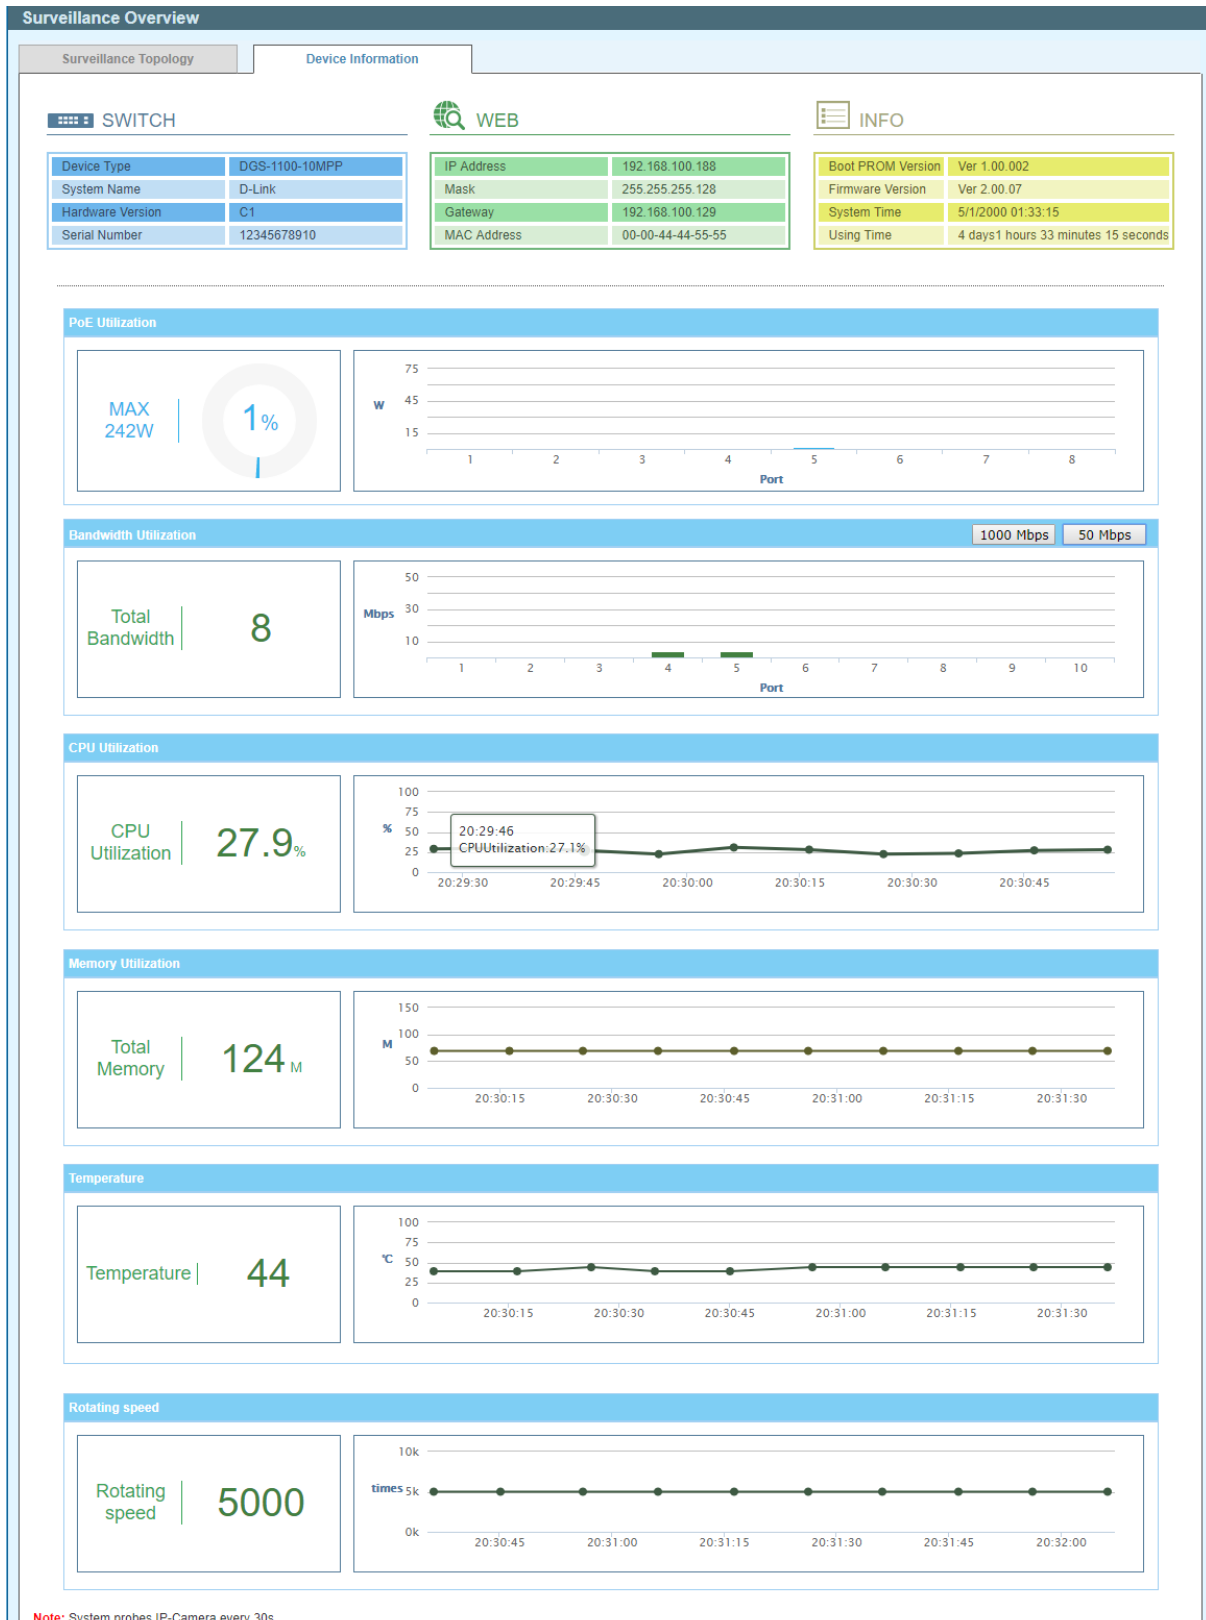 Surveillance Overview
Surveillance Topology
Device Information
SWITCH
Device Type DGS-1100-10MPP
System Name D-Link
Hardware Version C1
Serial Number 12345678910
WEB
IP Address 192.168.100.188
Mask 255.255.255.128
Gateway 192.168.100.129
MAC Address 00-00-44-44-55-55
INFO
Boot PROM Version Ver 1.00.002
Firmware Version Ver 2.00.07
System Time 5/1/2000 01:33:15
Using Time 4 days1 hours 33 minutes 15 seconds
PoE Utilization
MAX
242W
1%
75
W 45
15
1 2 3 4 5 6 7 8
Port
Bandwidth Utilization
1000 Mbps 50 Mbps
Total
Bandwidth
8
50
Mbps 30
10
1 2 3 4 5 6 7 8 9 10
Port
CPU Utilization
CPU
Utilization
27.9%
100
75
% 50
25
0
20:29:46
CPUUtilization:27.1%
20:29:30 20:29:45 20:30:00 20:30:15 20:30:30 20:30:45
Memory Utilization
Total
Memory
124 M
150
100
M
50
0
20:30:15 20:30:30 20:30:45 20:31:00 20:31:15 20:31:30
Temperature
Temperature
44
100
75
°C 50
25
0
20:30:15 20:30:30 20:30:45 20:31:00 20:31:15 20:31:30
Rotating speed
Rotating
speed
5000
10k
times 5k
0k
20:30:45 20:31:00 20:31:15 20:31:30 20:31:45 20:32:00
Note: System probes IP-Camera every 30s